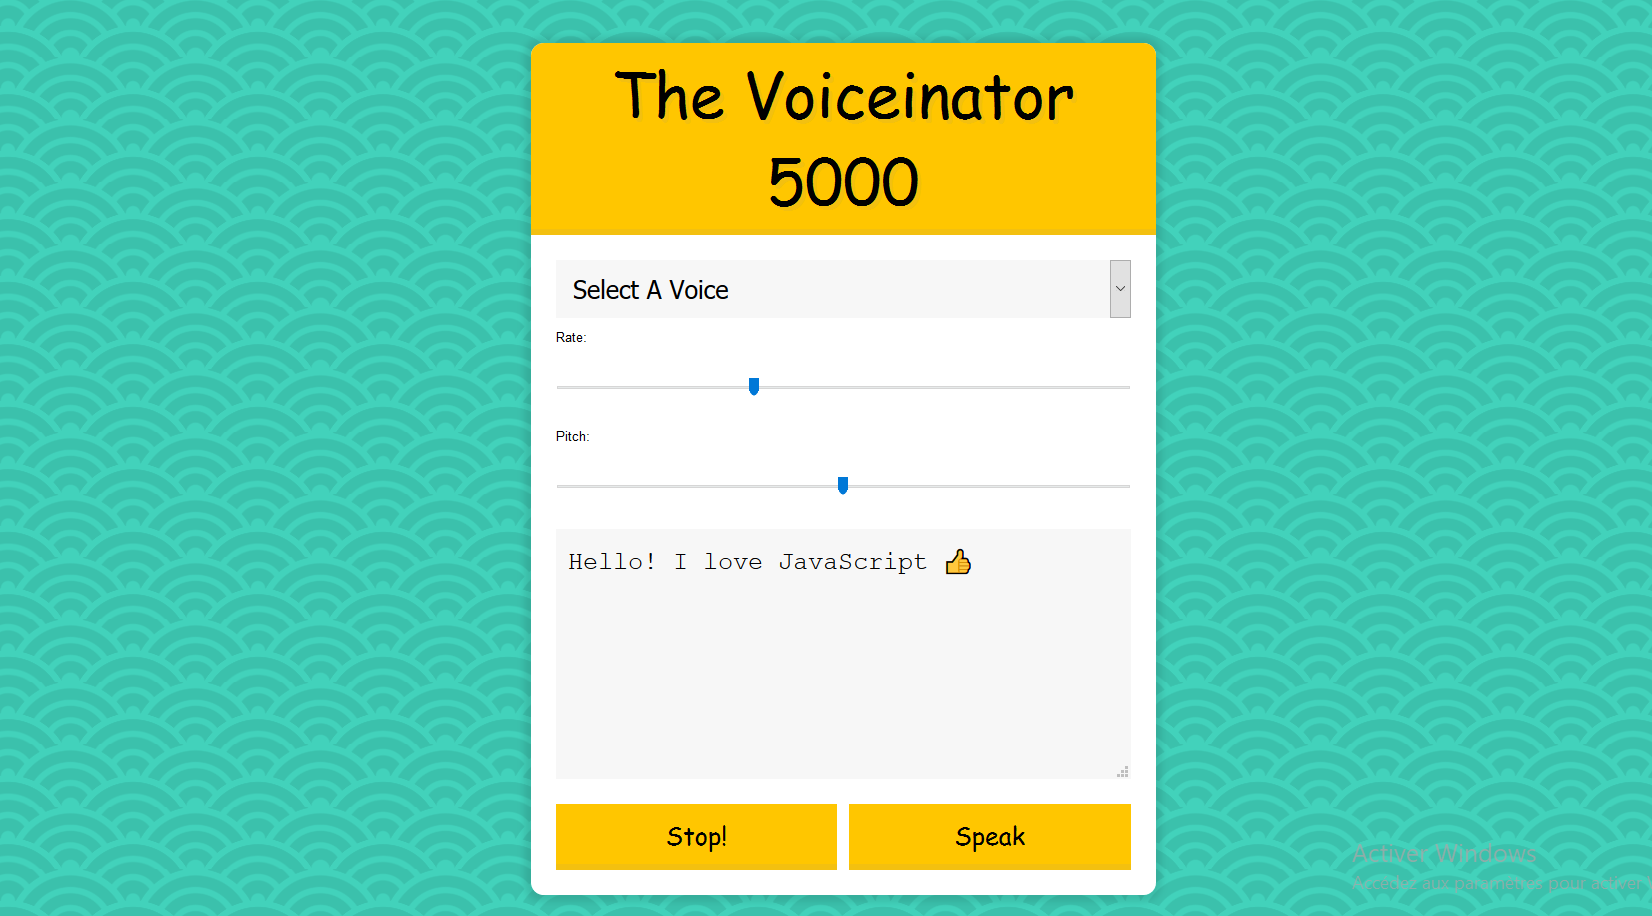 The Voiceinator
5000
Select A Voice
Rate:
Pitch:
Hello! I love JavaScript 👍
Stop!
Speak
Activer Windows
Accédez aux paramètres pour activer